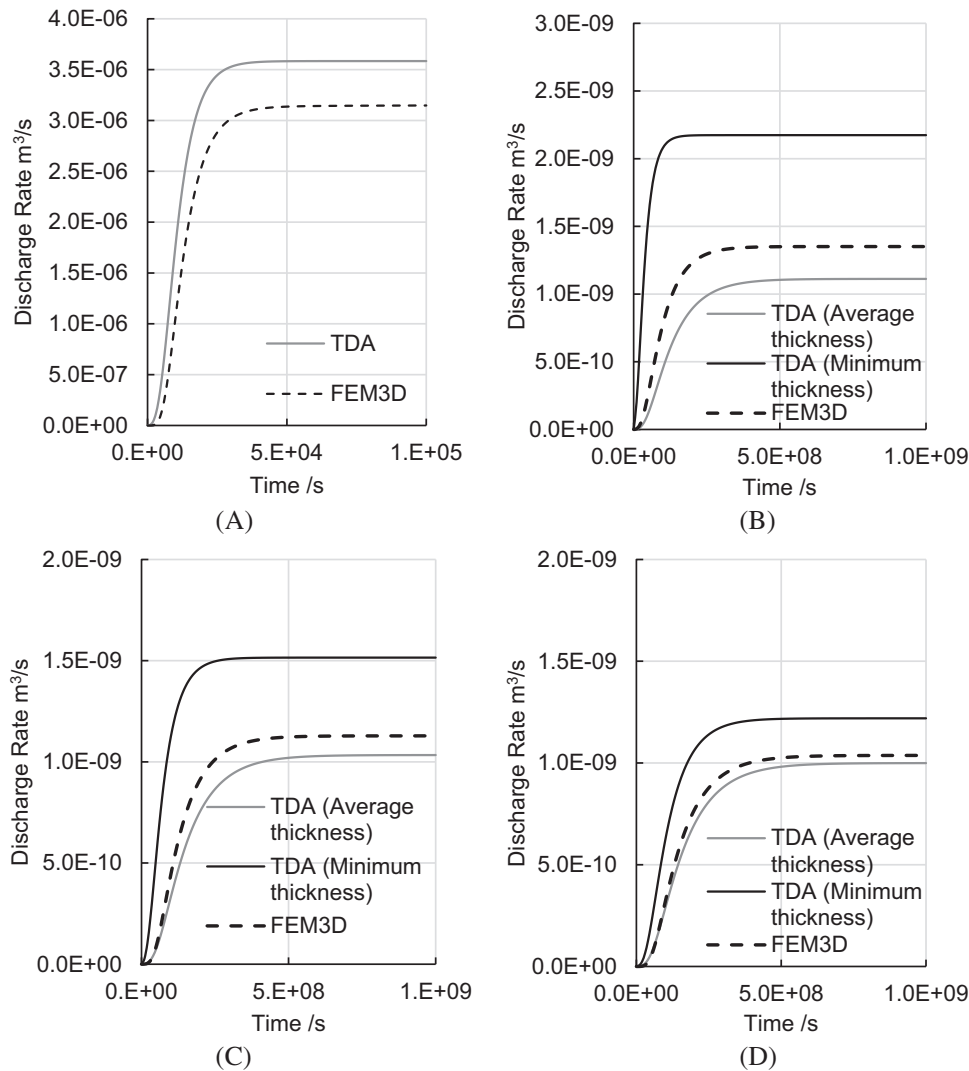 4.0E-06
3.5E-06
3.0E-06
2.5E-06
2.0E-06
1.5E-06
1.0E-06
5.0E-07
0.0E+00
Discharge Rate m³/s
TDA
FEM3D
0.E+00
5.E+04
1.E+05
Time /s
(A)
3.0E-09
2.5E-09
2.0E-09
1.5E-09
1.0E-09
5.0E-10
0.0E+00
Discharge Rate m³/s
TDA (Average
thickness)
TDA (Minimum
thickness)
FEM3D
0.0E+00
5.0E+08
1.0E+09
Time /s
(B)
2.0E-09
1.5E-09
1.0E-09
5.0E-10
0.0E+00
Discharge Rate m³/s
TDA (Average
thickness)
TDA (Minimum
thickness)
FEM3D
0.E+00
5.E+08
1.E+09
Time /s
(C)
2.0E-09
1.5E-09
1.0E-09
5.0E-10
0.0E+00
Discharge Rate m³/s
TDA (Average
thickness)
TDA (Minimum
thickness)
FEM3D
0.0E+00
5.0E+08
1.0E+09
Time /s
(D)